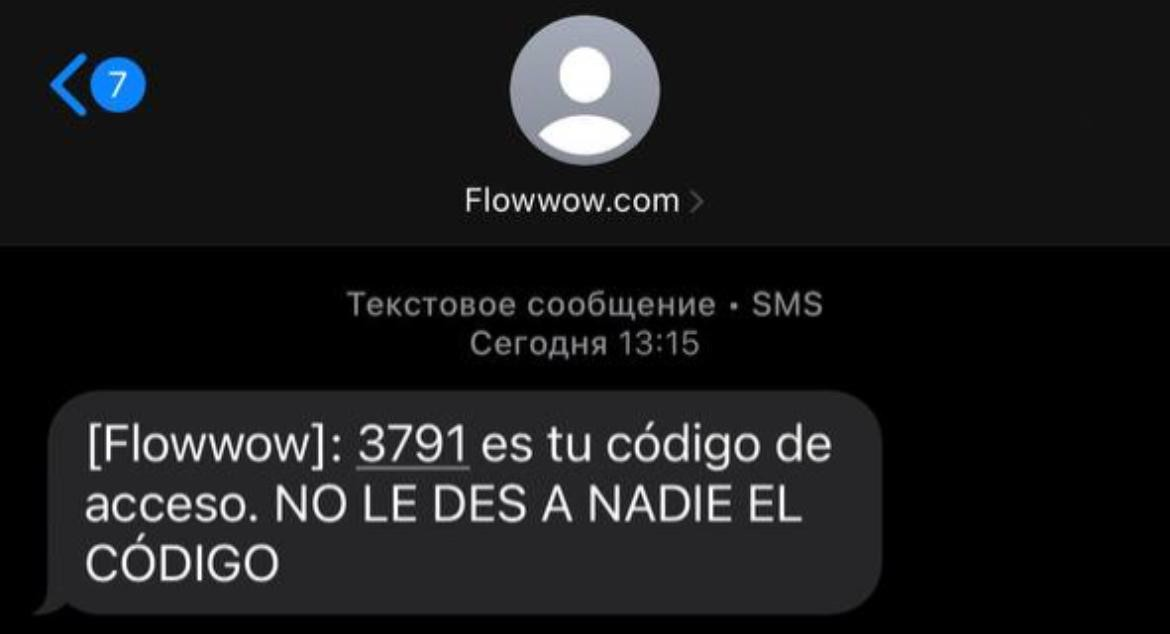 7
Flowwow.com
Текстовое сообщение • SMS
Сегодня 13:15
[Flowwow]: 3791 es tu código de
acceso. NO LE DES A NADIE EL
CÓDIGO